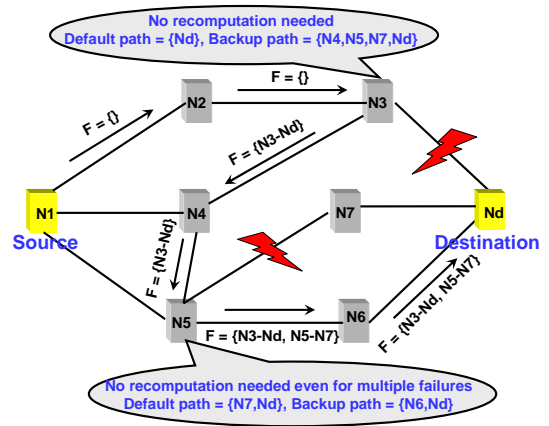 No recomputation needed
Default path = {Nd}, Backup path = {N4,N5,N7,Nd}
F = {}
N2
N3
F = {}
F = {N3-Nd}
N1
Source
N4
N7
Nd
Destination
F = {N3-Nd}
N5
N6
F = {N3-Nd, N5-N7}
F = {N3-Nd, N5-N7}
No recomputation needed even for multiple failures
Default path = {N7,Nd}, Backup path = {N6,Nd}